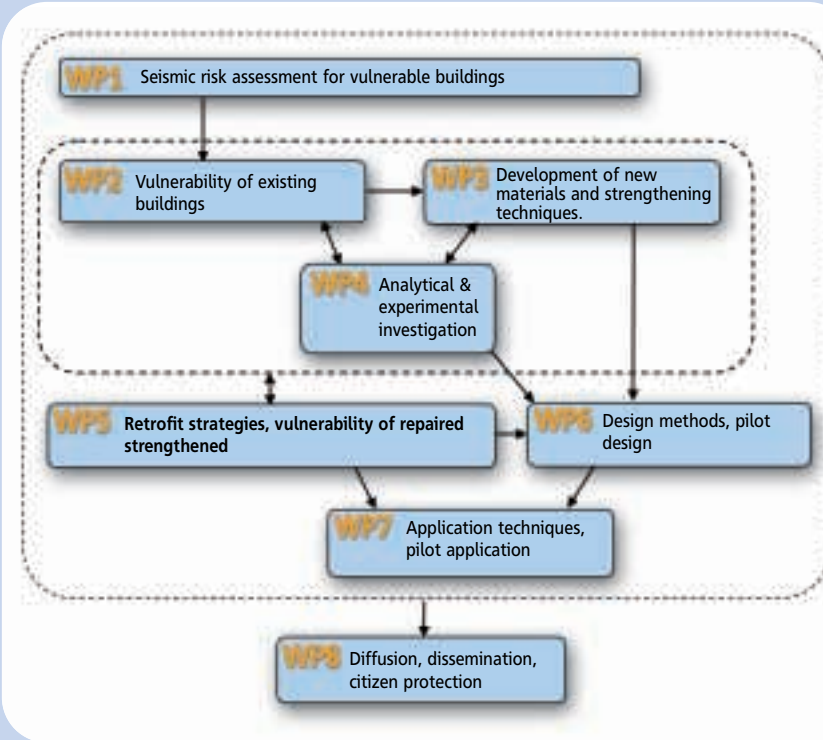 WP1 Seismic risk assessment for vulnerable buildings
WP2 Vulnerability of existing
buildings
WP3 Development of new
materials and strengthening
techniques.
WP4 Analytical &
experimental
investigation
WP5 Retrofit strategies, vulnerability of repaired
strengthened
WP6 Design methods, pilot
design
WP7 Application techniques,
pilot application
WP8 Diffusion, dissemination,
citizen protection